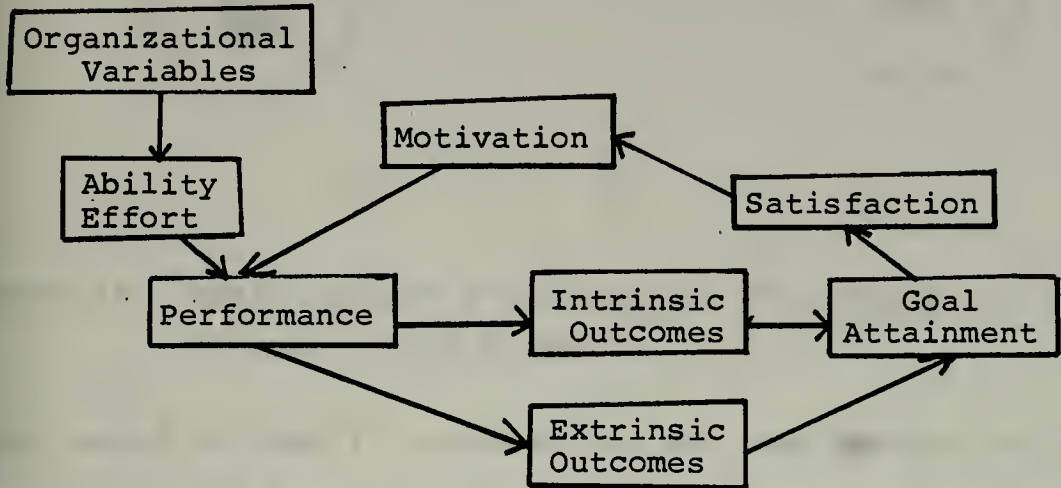 Organizational
Variables
Motivation
Ability
Effort
Satisfaction
Performance
Intrinsic
Outcomes
Goal
Attainment
Extrinsic
Outcomes